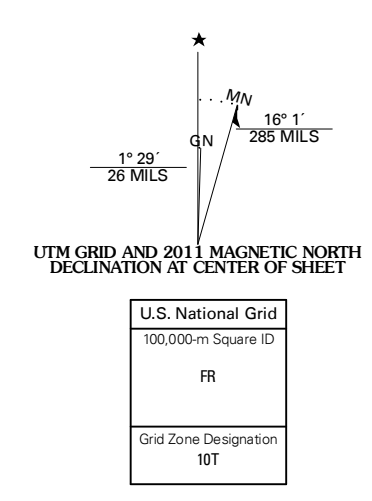 ★
MN
16° 1´
285 MILS
GN
1° 29´
26 MILS
UTM GRID AND 2011 MAGNETIC NORTH
DECLINATION AT CENTER OF SHEET
U.S. National Grid
100,000-m Square ID
FR
Grid Zone Designation
10T